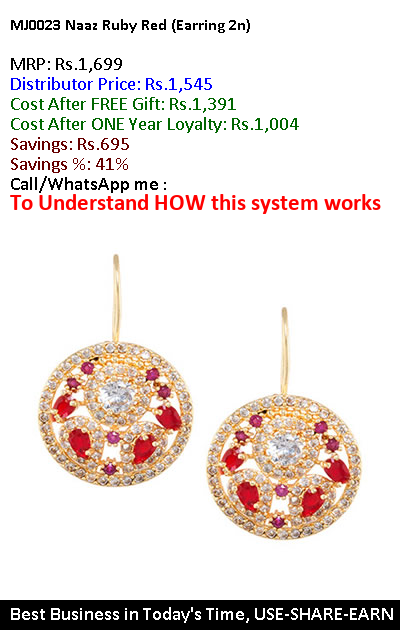 MJ0023 Naaz Ruby Red (Earring 2n)
MRP: Rs.1,699
Distributor Price: Rs.1,545
Cost After FREE Gift: Rs.1,391
Cost After ONE Year Loyalty: Rs.1,004
Savings: Rs.695
Savings %: 41%
Call/WhatsApp me :
To Understand HOW this system works
Best Business in Today's Time, USE-SHARE-EARN